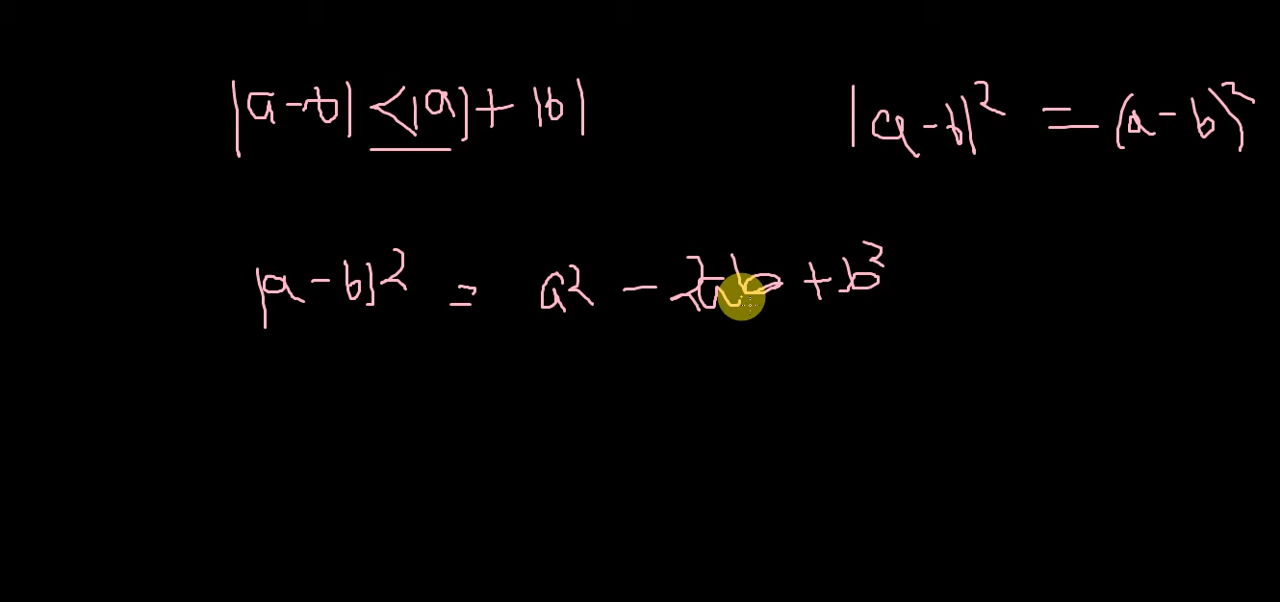 |a-b| ≤ |a| + |b|
|a-b|² = (a-b)²
|a-b|² = a² - 2ab + b²